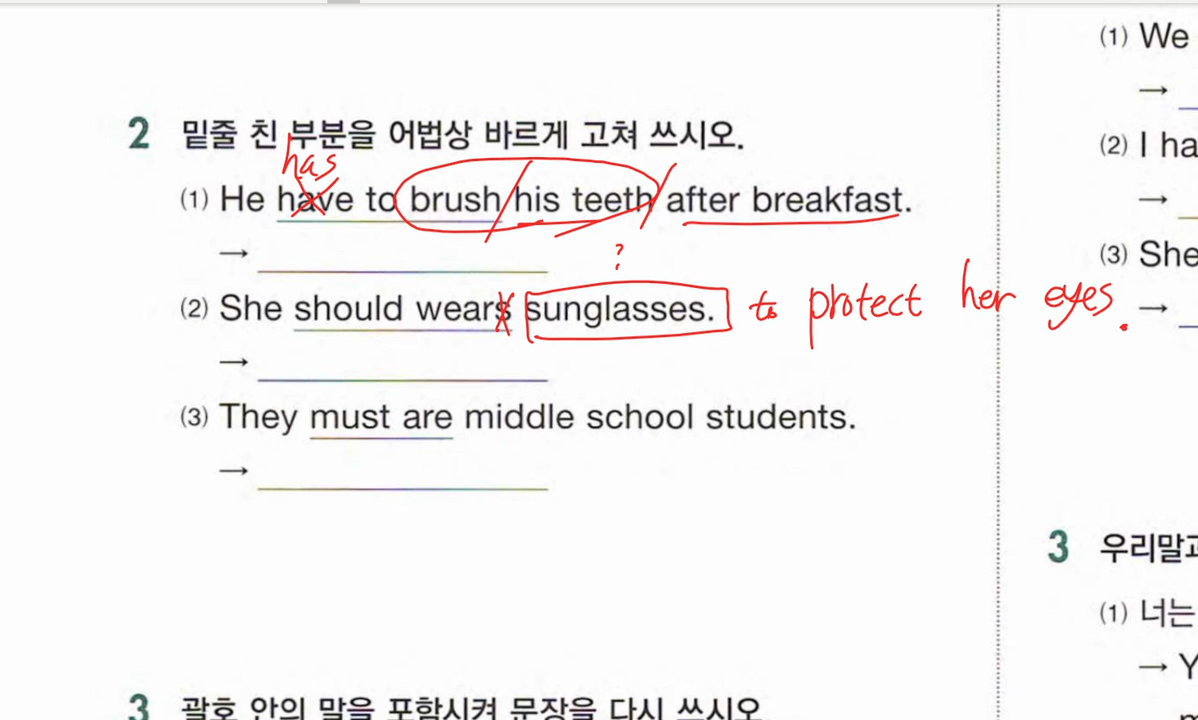 2 밑줄 친 부분을 어법상 바르게 고쳐 쓰시오.
has
(1) He have to brush his teeth after breakfast.
→
?
(2) She should wears sunglasses. to protect her eyes.
→
(3) They must are middle school students.
→
3 괄호 안의 말을 포함시켜 문장을 다시 쓰시오.
(1) We
→
(2) I ha
→
(3) She
→
3 우리말과
(1) 너는
→ Y